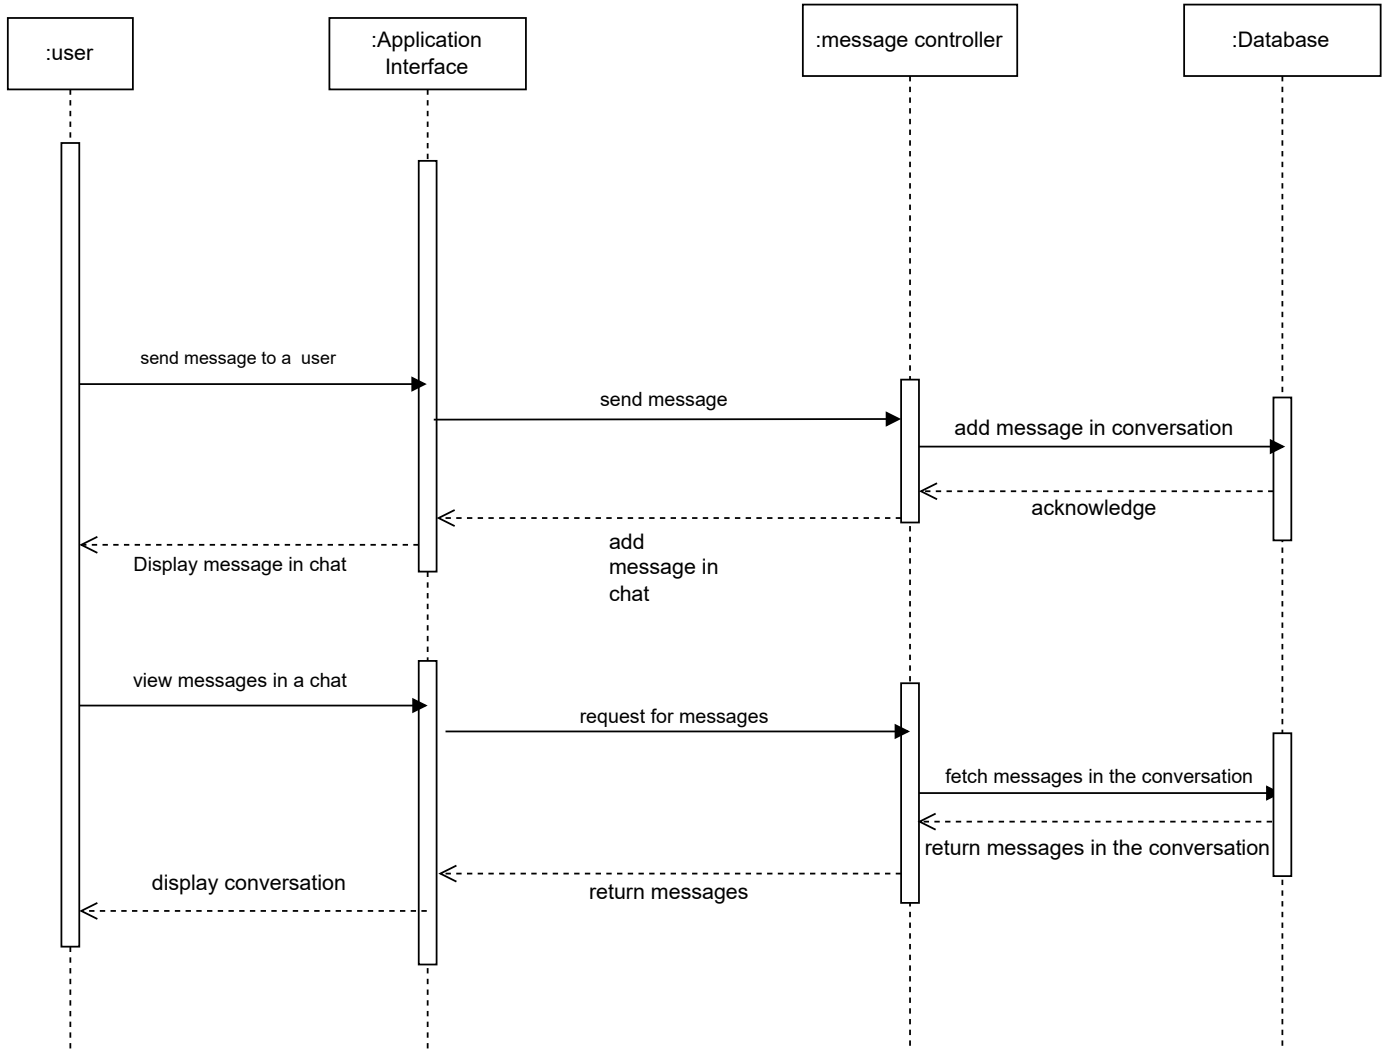 :user
:Application
Interface
:message controller
:Database
send message to a  user
send message
add message in conversation
acknowledge
add
message in
chat
Display message in chat
view messages in a chat
request for messages
fetch messages in the conversation
return messages in the conversation
return messages
display conversation